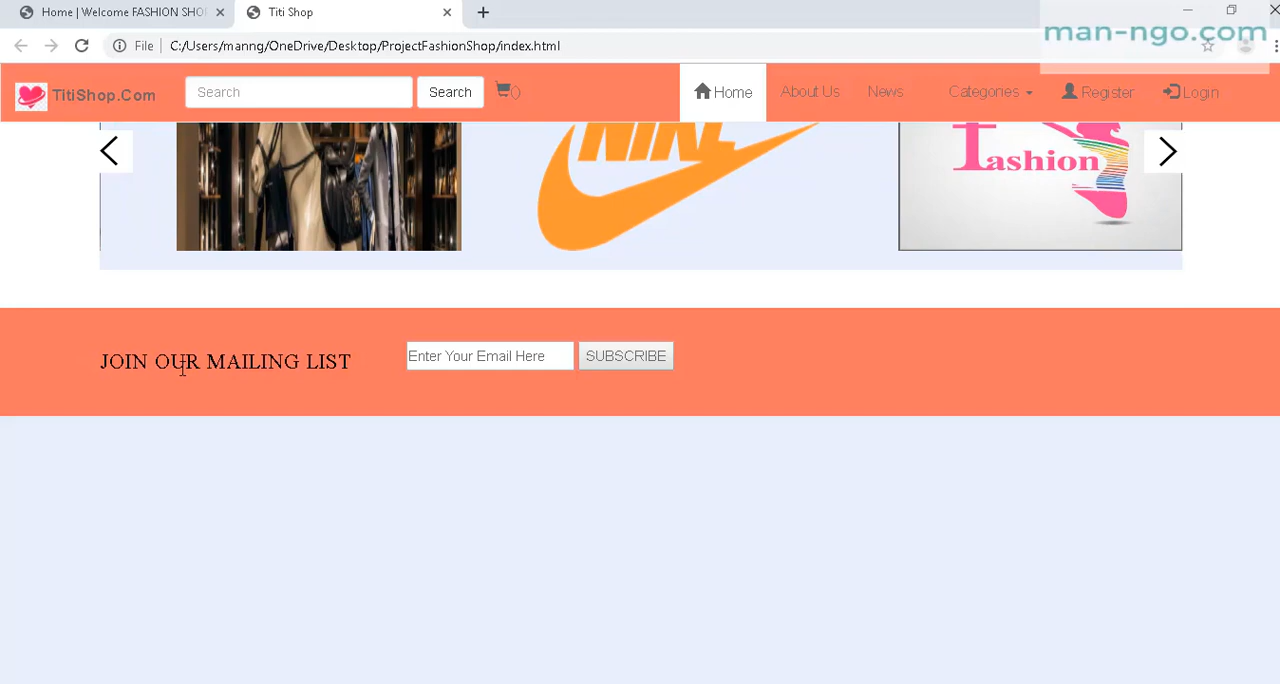 Home | Welcome FASHION SHO
Titi Shop
man-ngo.com
File
C:/Users/manng/OneDrive/Desktop/ProjectFashionShop/index.html
TitiShop.Com
Search
Search
0
Home
About Us
News
Categories
Register
Login
NIKE
fashion
JOIN OUR MAILING LIST
Enter Your Email Here
SUBSCRIBE